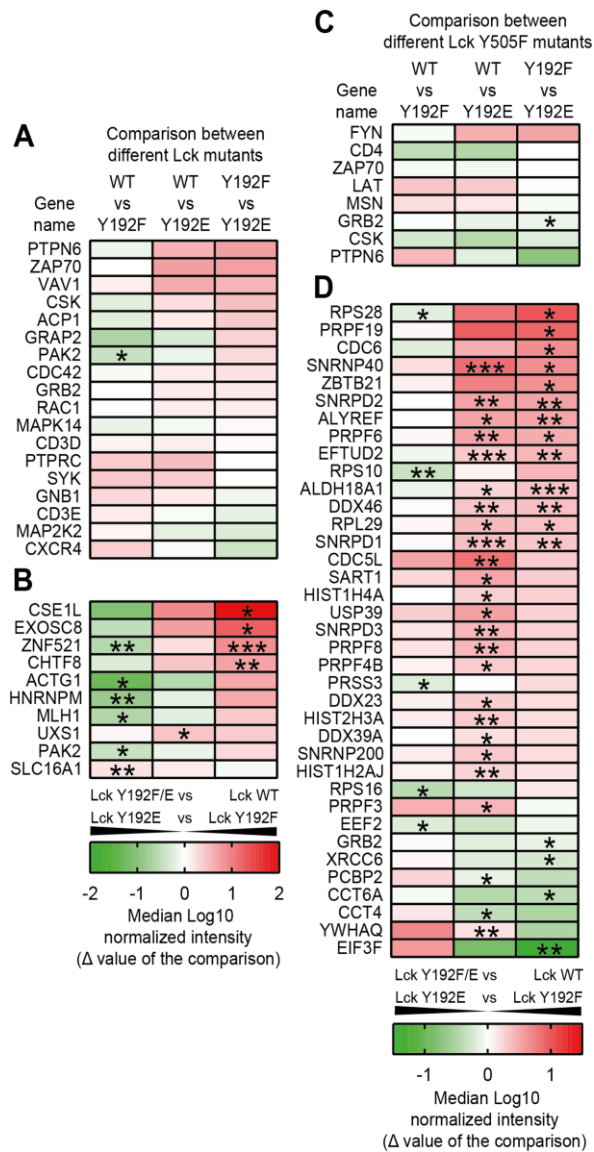 A
Comparison between
different Lck mutants
Gene
name
WT
vs
Y192F
WT
vs
Y192E
Y192F
vs
Y192E
PTPN6
ZAP70
VAV1
CSK
ACP1
GRAP2
PAK2 *
CDC42
GRB2
RAC1
MAPK14
CD3D
PTPRC
SYK
GNB1
CD3E
MAP2K2
CXCR4
B
CSE1L *
EXOSC8 *
ZNF521 ** ***
CHTF8 **
ACTG1 *
HNRNPM **
MLH1 *
UXS1 *
PAK2 *
SLC16A1 **
Lck Y192F/E vs Lck WT
Lck Y192E vs Lck Y192F
-2 -1 0 1 2
Median Log10
normalized intensity
(Δ value of the comparison)
C
Comparison between
different Lck Y505F mutants
Gene
name
WT
vs
Y192F
WT
vs
Y192E
Y192F
vs
Y192E
FYN
CD4
ZAP70
LAT
MSN
GRB2 *
CSK
PTPN6
D
RPS28 * *
PRPF19 *
CDC6 *
SNRNP40 *** *
ZBTB21 *
SNRPD2 ** **
ALYREF * **
PRPF6 ** *
EFTUD2 *** **
RPS10 **
ALDH18A1 * ***
DDX46 ** **
RPL29 * *
SNRPD1 *** **
CDC5L **
SART1 *
HIST1H4A *
USP39 *
SNRPD3 **
PRPF8 **
PRPF4B *
PRSS3 *
DDX23 *
HIST2H3A **
DDX39A *
SNRNP200 *
HIST1H2AJ **
RPS16 *
PRPF3 *
EEF2 *
GRB2 *
XRCC6 *
PCBP2 *
CCT6A *
CCT4 *
YWHAQ **
EIF3F **
Lck Y192F/E vs Lck WT
Lck Y192E vs Lck Y192F
-1 0 1
Median Log10
normalized intensity
(Δ value of the comparison)